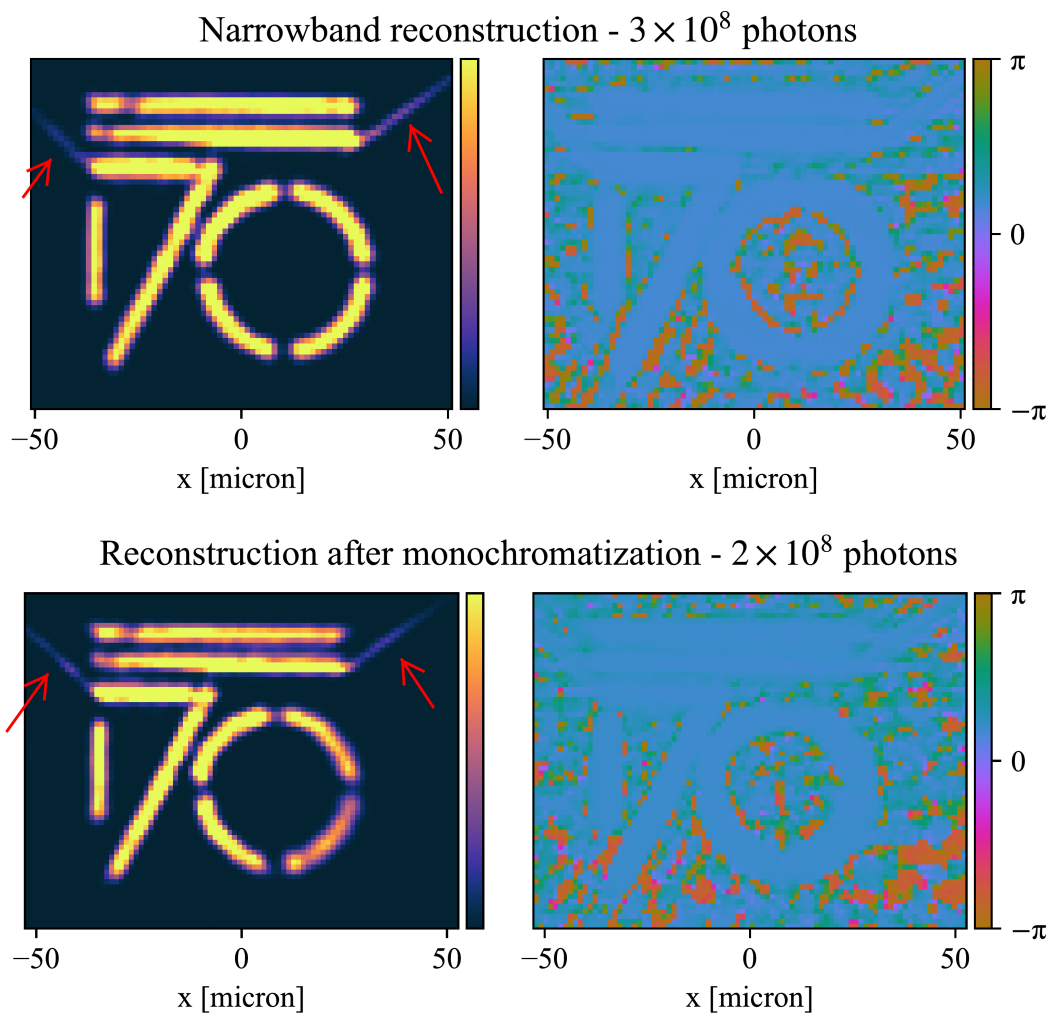 Narrowband reconstruction - 3 × 10⁸ photons
π
0
−π
−50 0 50 −50 0 50
x [micron] x [micron]
Reconstruction after monochromatization - 2 × 10⁸ photons
π
0
−π
−50 0 50 −50 0 50
x [micron] x [micron]